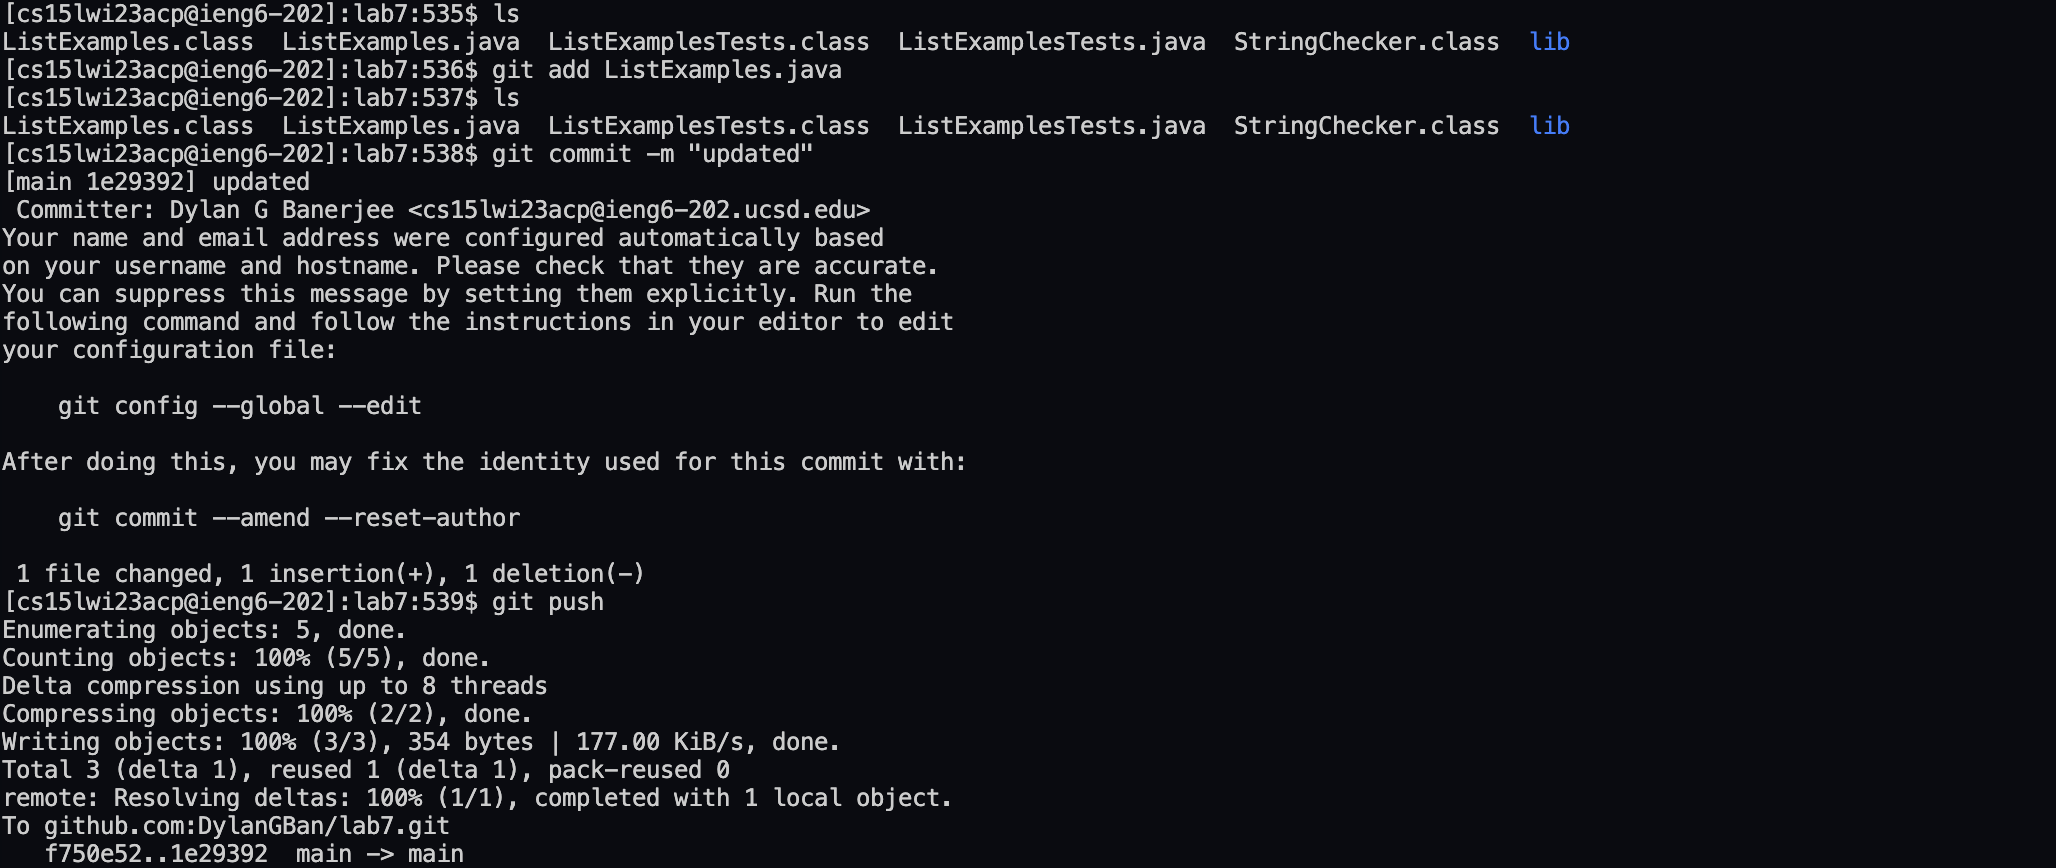 [cs15lwi23acp@ieng6-202]:lab7:535$ ls
ListExamples.class  ListExamples.java  ListExamplesTests.class  ListExamplesTests.java  StringChecker.class  lib
[cs15lwi23acp@ieng6-202]:lab7:536$ git add ListExamples.java
[cs15lwi23acp@ieng6-202]:lab7:537$ ls
ListExamples.class  ListExamples.java  ListExamplesTests.class  ListExamplesTests.java  StringChecker.class  lib
[cs15lwi23acp@ieng6-202]:lab7:538$ git commit -m "updated"
[main 1e29392] updated
 Committer: Dylan G Banerjee <cs15lwi23acp@ieng6-202.ucsd.edu>
Your name and email address were configured automatically based
on your username and hostname. Please check that they are accurate.
You can suppress this message by setting them explicitly. Run the
following command and follow the instructions in your editor to edit
your configuration file:

    git config --global --edit

After doing this, you may fix the identity used for this commit with:

    git commit --amend --reset-author

 1 file changed, 1 insertion(+), 1 deletion(-)
[cs15lwi23acp@ieng6-202]:lab7:539$ git push
Enumerating objects: 5, done.
Counting objects: 100% (5/5), done.
Delta compression using up to 8 threads
Compressing objects: 100% (2/2), done.
Writing objects: 100% (3/3), 354 bytes | 177.00 KiB/s, done.
Total 3 (delta 1), reused 1 (delta 1), pack-reused 0
remote: Resolving deltas: 100% (1/1), completed with 1 local object.
To github.com:DylanGBan/lab7.git
   f750e52..1e29392  main -> main